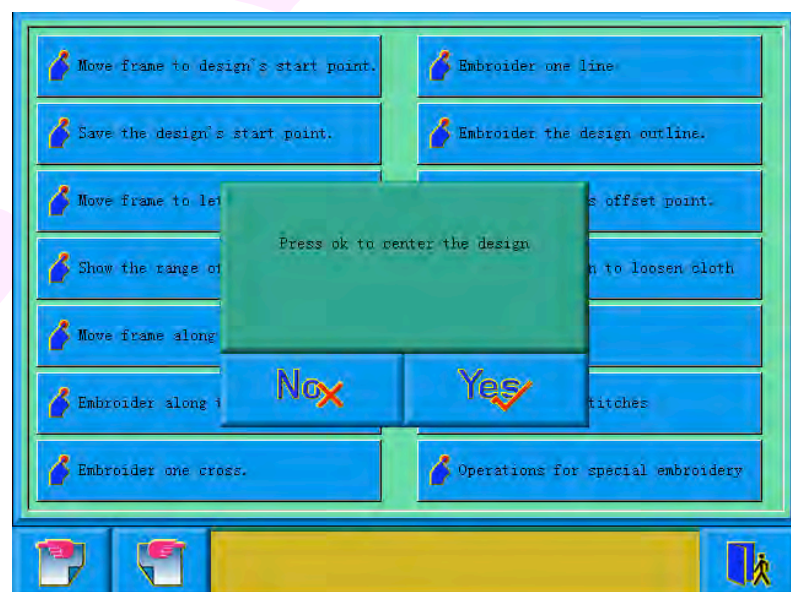 Move frame to design's start point.
Embroider one line
Save the design's start point.
Embroider the design outline.
Move frame to
s offset point.
Press ok to center the design
Show the range
to loosen cloth
Move frame along
Embroider along
No
Yes
titches
Embroider one cross.
Operations for special embroidery